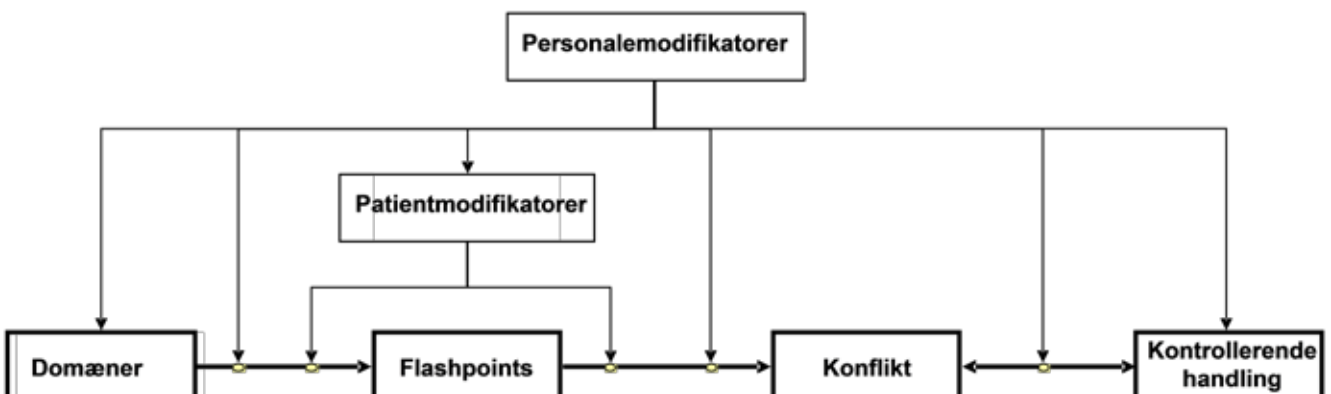 Personalemodifikatorer
Patientmodifikatorer
Domæner
Flashpoints
Konflikt
Kontrollerende
handling